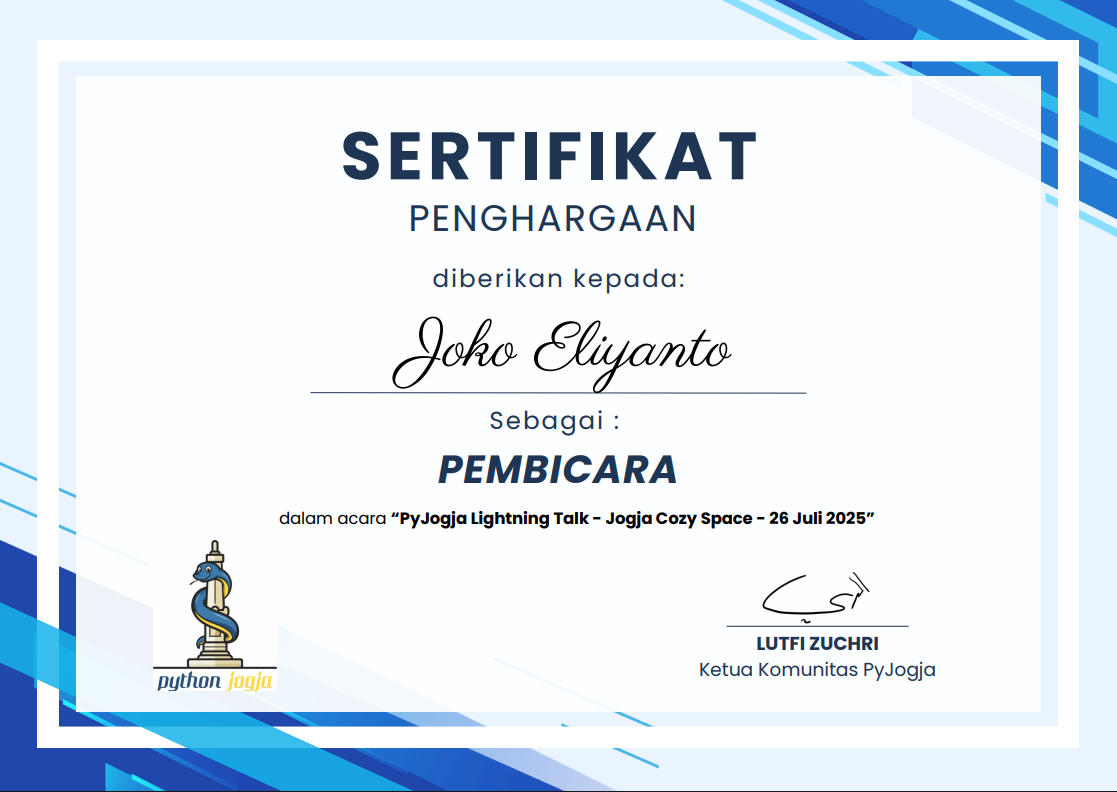 SERTIFIKAT
PENGHARGAAN
diberikan kepada:
Joko Eliyanto
Sebagai :
PEMBICARA
dalam acara “PyJogja Lightning Talk - Jogja Cozy Space - 26 Juli 2025”
python jogja
LUTFI ZUCHRI
Ketua Komunitas PyJogja